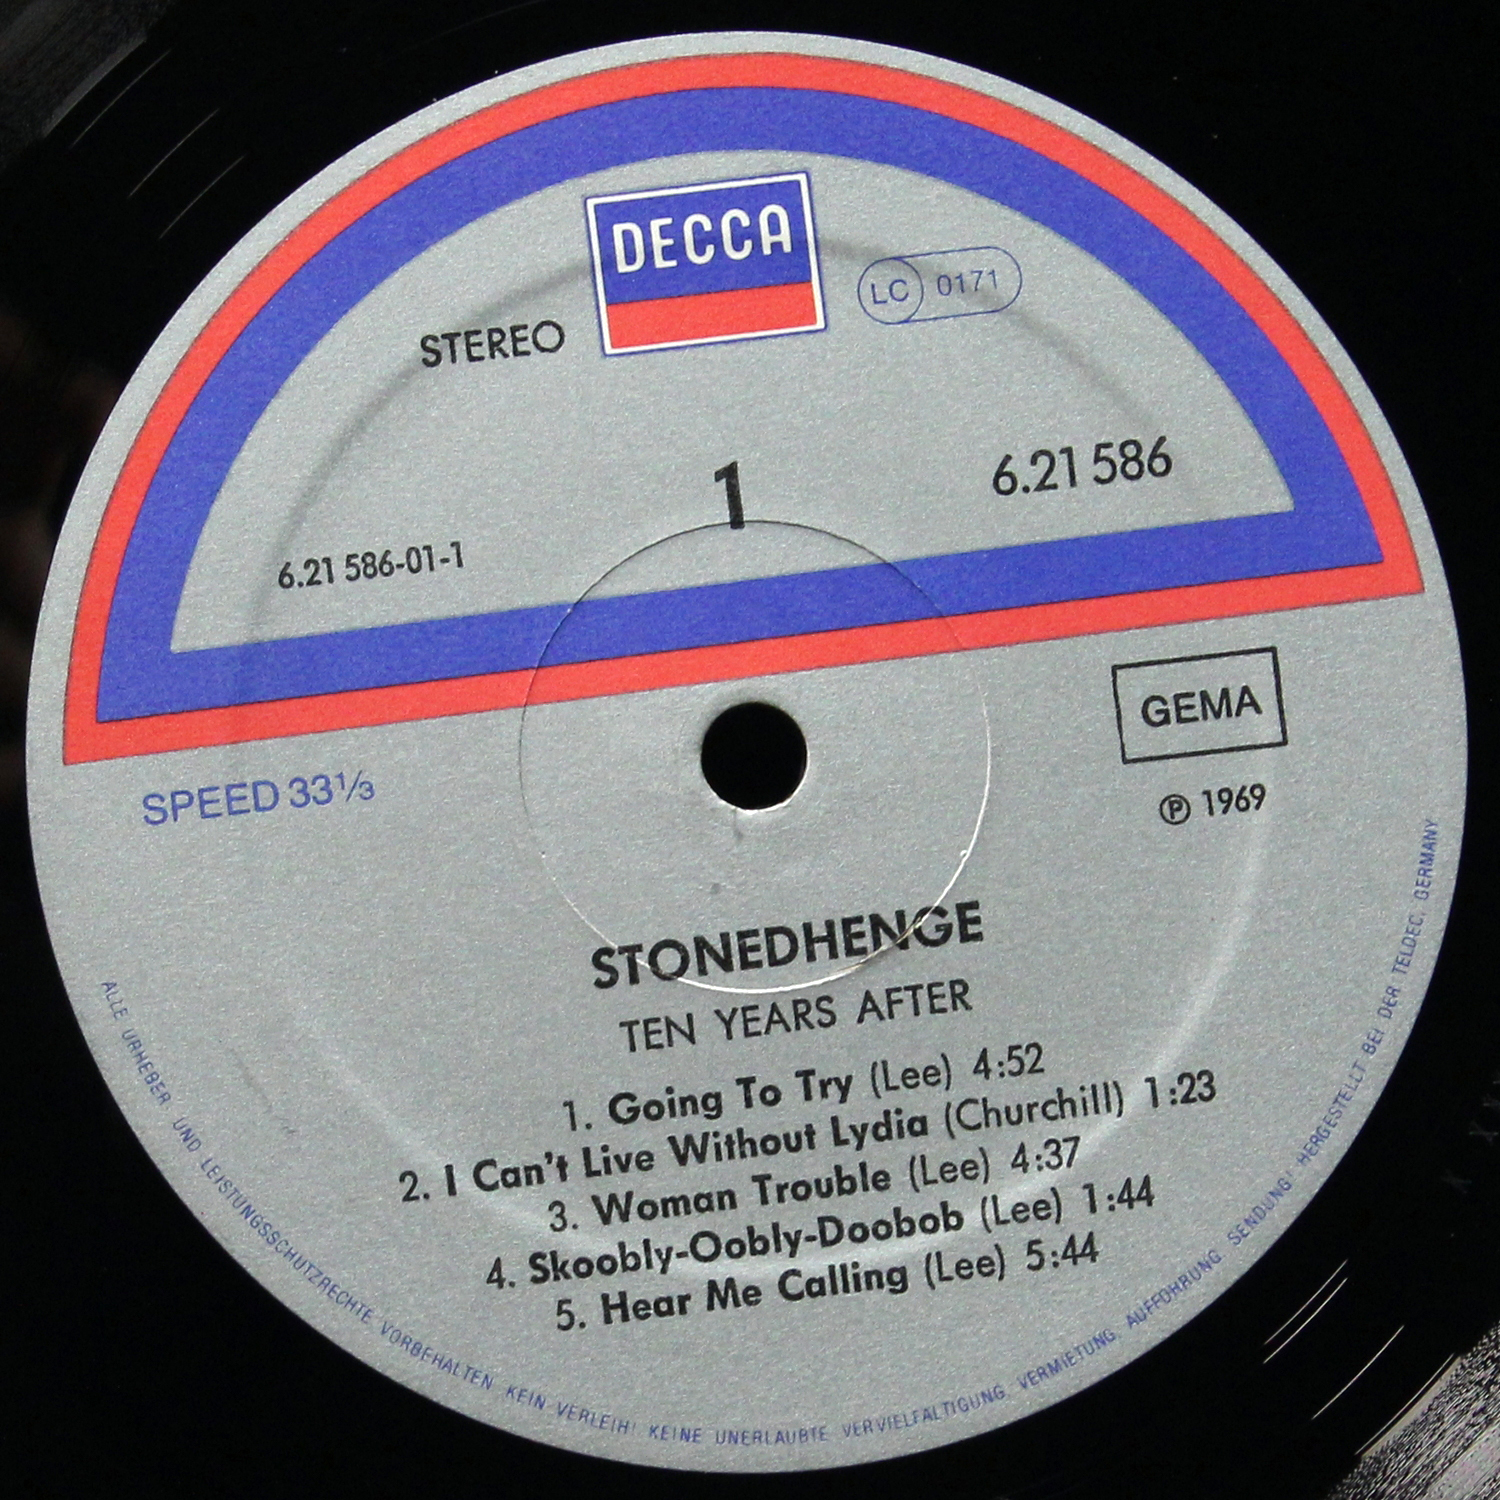 DECCA
LC 0171
STEREO
1
6.21 586
6.21 586-01-1
GEMA
SPEED 33⅓
Ⓟ 1969
STONEDHENGE
TEN YEARS AFTER
1. Going To Try (Lee) 4:52
2. I Can't Live Without Lydia (Churchill) 1:23
3. Woman Trouble (Lee) 4:37
4. Skoobly-Oobly-Doobob (Lee) 1:44
5. Hear Me Calling (Lee) 5:44
ALLE URHEBER UND LEISTUNGSSCHUTZRECHTE VORBEHALTEN KEIN VERLEIH! KEINE UNERLAUBTE VERVIELFALTIGUNG, VERMIETUNG, AUFFÜHRUNG, SENDUNG! HERGESTELLT BEI DER TELDEC, GERMANY